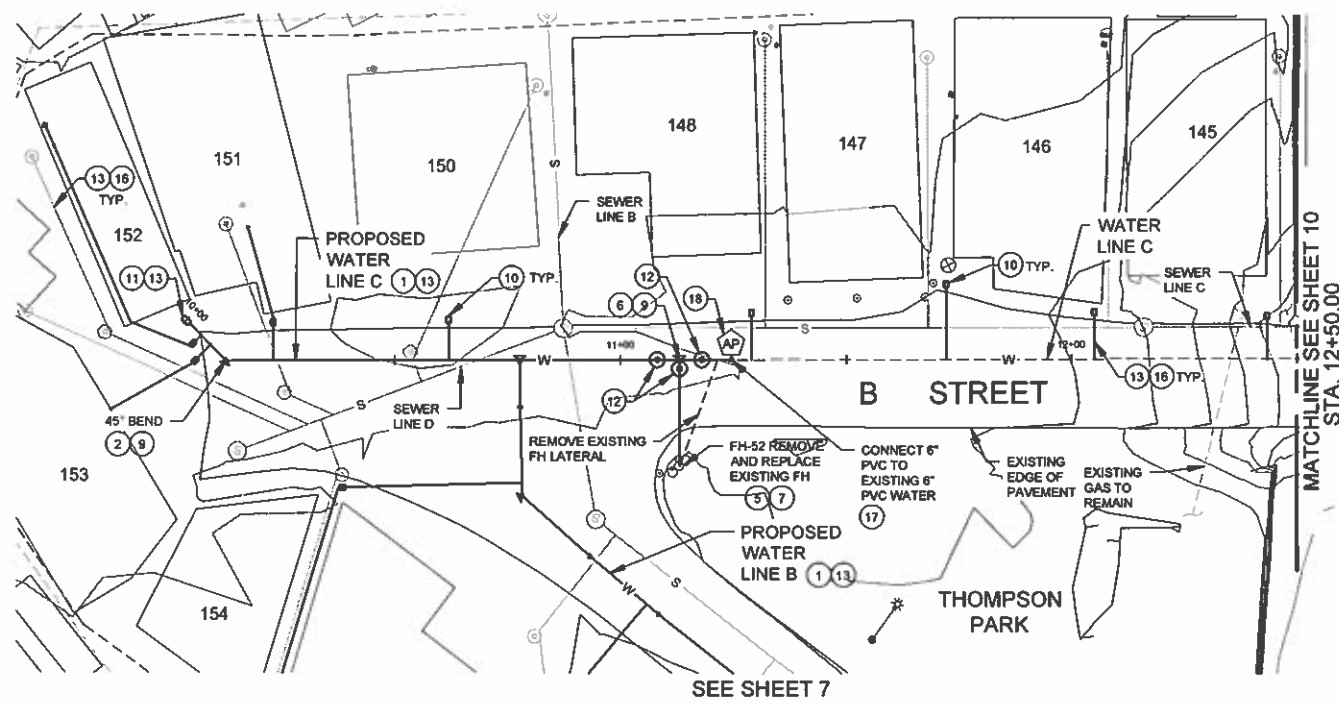 148
147
146
145
151
150
13 16
TYP.
152
SEWER
LINE B
PROPOSED
WATER
LINE C
1 13
WATER
LINE C
SEWER
LINE C
11 13
10 TYP.
12
10 TYP.
6 9
18
AP
10+00
11+00
12+00
S
S
W
W
13 16 TYP.
B STREET
45° BEND
2 9
SEWER
LINE D
S
12
REMOVE EXISTING
FH LATERAL
FH-52 REMOVE
AND REPLACE
EXISTING FH
5 7
CONNECT 6"
PVC TO
EXISTING 6"
PVC WATER
17
EXISTING
EDGE OF
PAVEMENT
EXISTING
GAS TO
REMAIN
MATCHLINE SEE SHEET 10
STA. 12+50.00
153
S
S
PROPOSED
WATER
LINE B
1 13
W
S
154
THOMPSON
PARK
SEE SHEET 7